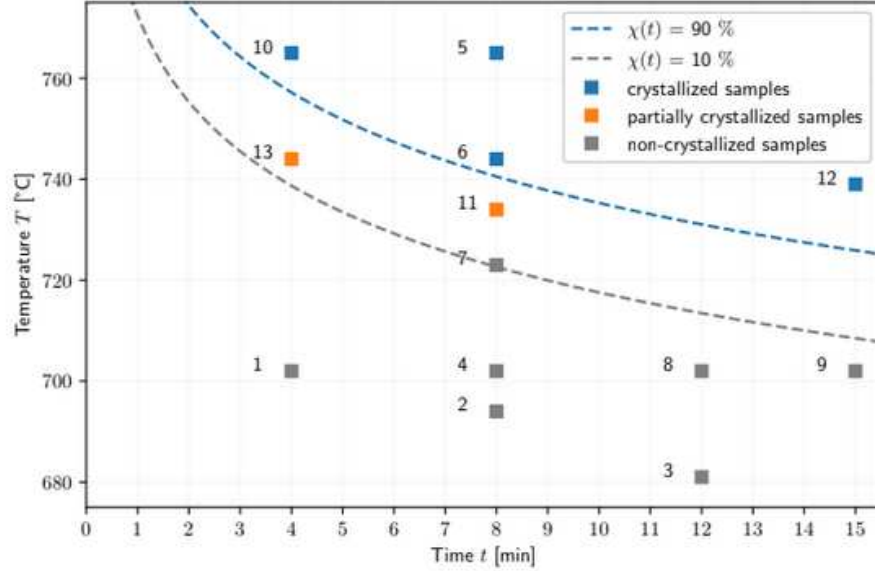 χ(t) = 90 %
χ(t) = 10 %
crystallized samples
partially crystallized samples
non-crystallized samples
10
5
13
6
12
11
7
1
4
8
9
2
3
760
740
720
700
680
Temperature T [°C]
0 1 2 3 4 5 6 7 8 9 10 11 12 13 14 15
Time t [min]